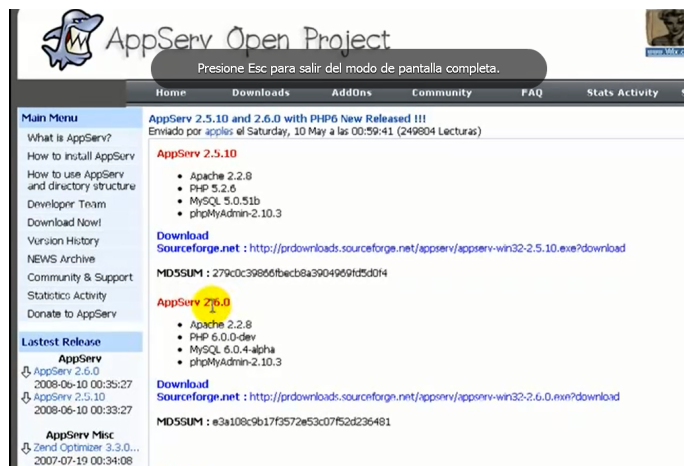 AppServ Open Project
Presione Esc para salir del modo de pantalla completa.
Home Downloads AddOns Community FAQ Stats Activity
Main Menu
What is AppServ?
How to install AppServ
How to use AppServ
and directory structure
Developer Team
Download Now!
Version History
NEWS Archive
Community & Support
Statistics Activity
Donate to AppServ
Lastest Release
AppServ
AppServ 2.6.0
2008-06-10 00:35:27
AppServ 2.5.10
2008-06-10 00:33:27
AppServ Misc
Zend Optimizer 3.3.0...
2007-07-19 00:34:08
AppServ 2.5.10 and 2.6.0 with PHP6 New Released !!!
Enviado por apples el Saturday, 10 May a las 00:59:41 (249804 Lecturas)
AppServ 2.5.10
• Apache 2.2.8
• PHP 5.2.6
• MySQL 5.0.51b
• phpMyAdmin-2.10.3
Download
Sourceforge.net : http://prdownloads.sourceforge.net/appserv/appserv-win32-2.5.10.exe?download
MD5SUM : 279c0c39866fbecb8a3904969fd5d0f4
AppServ 2.6.0
• Apache 2.2.8
• PHP 6.0.0-dev
• MySQL 6.0.4-alpha
• phpMyAdmin-2.10.3
Download
Sourceforge.net : http://prdownloads.sourceforge.net/appserv/appserv-win32-2.6.0.exe?download
MD5SUM : e3a108c9b17f3572e53c07f52d236481